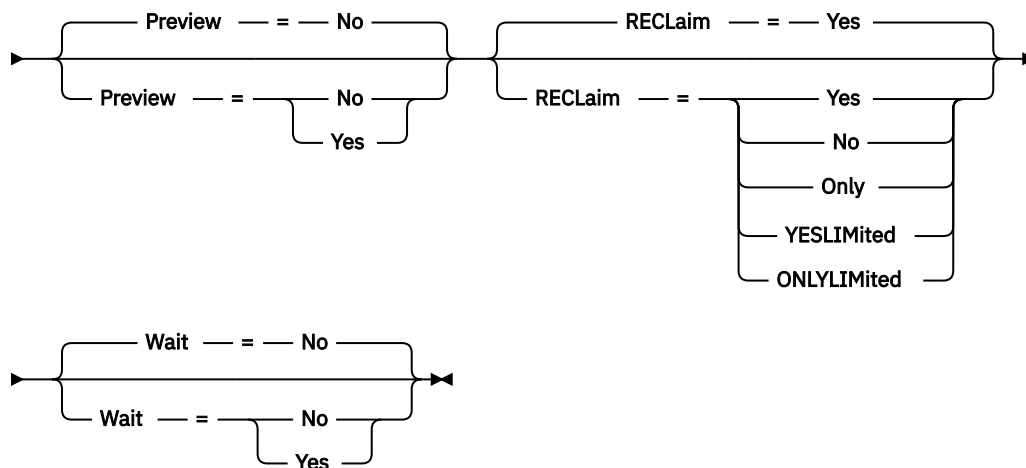 Preview = No RECLaim = Yes
Preview = No RECLaim = Yes
Yes No
Only
YESLIMited
ONLYLIMited
Wait = No
Wait = No
Yes